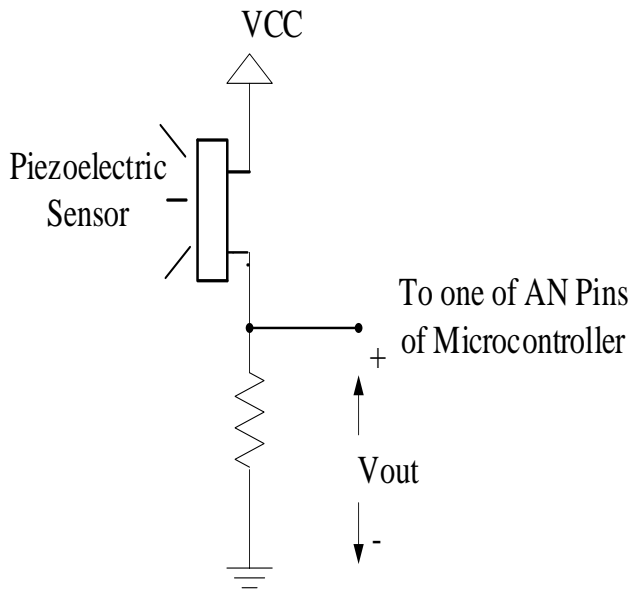 VCC
Piezoelectric
Sensor
To one of AN Pins
of Microcontroller
+
Vout
-